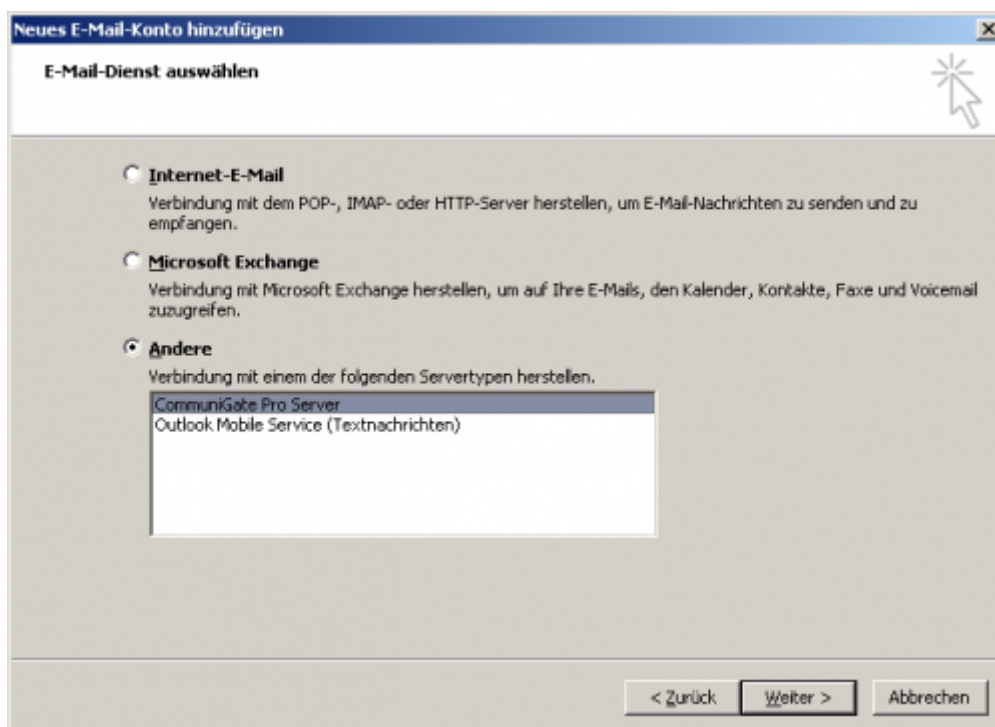 Neues E-Mail-Konto hinzufügen
E-Mail-Dienst auswählen
Internet-E-Mail
Verbindung mit dem POP-, IMAP- oder HTTP-Server herstellen, um E-Mail-Nachrichten zu senden und zu
empfangen.
Microsoft Exchange
Verbindung mit Microsoft Exchange herstellen, um auf Ihre E-Mails, den Kalender, Kontakte, Faxe und Voicemail
zuzugreifen.
Andere
Verbindung mit einem der folgenden Servertypen herstellen.
CommuniGate Pro Server
Outlook Mobile Service (Textnachrichten)
< Zurück Weiter > Abbrechen